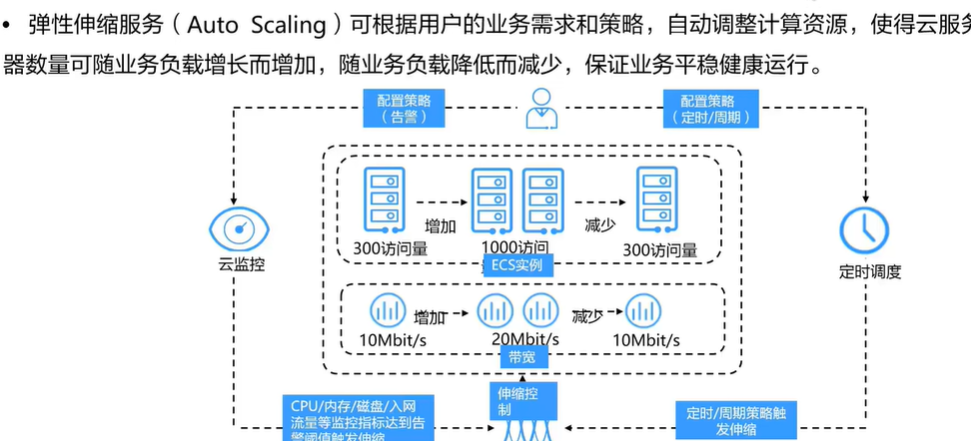 • 弹性伸缩服务（Auto Scaling）可根据用户的业务需求和策略，自动调整计算资源，使得云服务
器数量可随业务负载增长而增加，随业务负载降低而减少，保证业务平稳健康运行。
配置策略
（告警）
配置策略
（定时/周期）
增加
减少
300访问量
1000访问
300访问量
ECS实例
云监控
定时调度
增加
减少
10Mbit/s
20Mbit/s
10Mbit/s
带宽
伸缩控
制
CPU/内存/磁盘/入网
流量等监控指标达到告
警阈值触发伸缩
定时/周期策略触
发伸缩